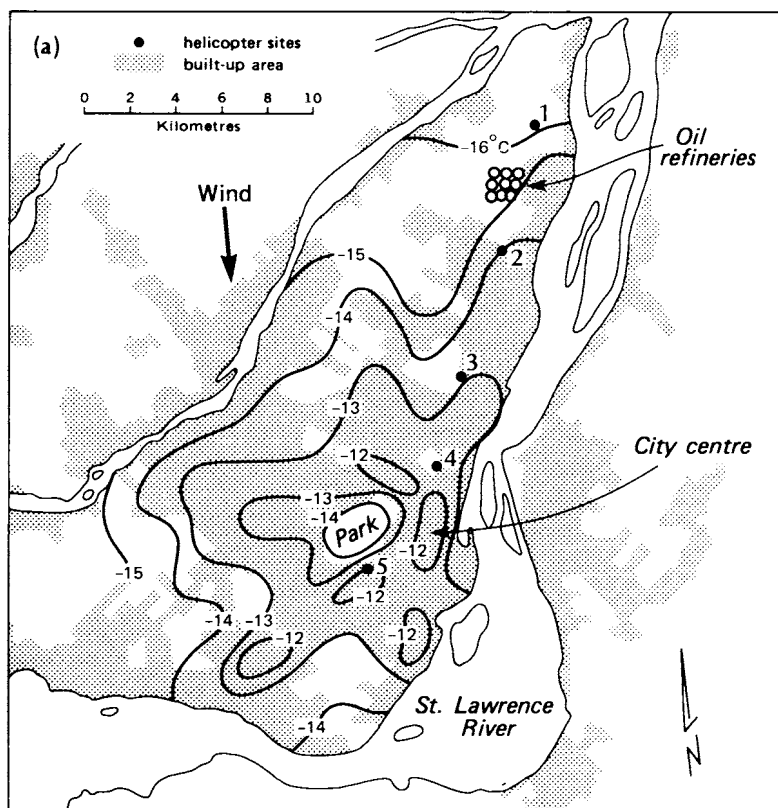 (a)
helicopter sites
built-up area
0 2 4 6 8 10
Kilometres
1
-16°C
Oil
refineries
Wind
2
-15
-14
3
-13
City centre
-12
4
-13
-14
Park
-12
5
-15
-12
-14
-13
-12
-12
St. Lawrence
River
-14
N